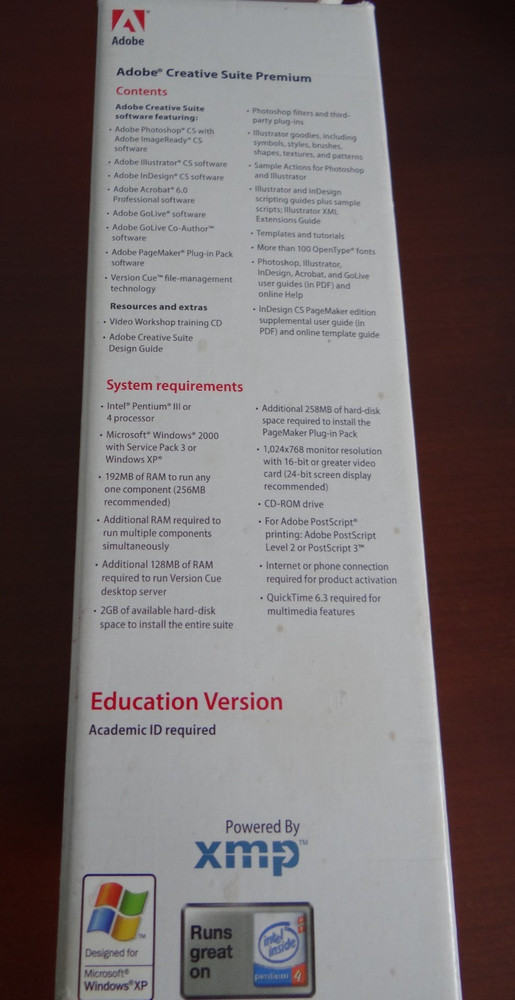 Adobe
Adobe® Creative Suite Premium
Contents
Adobe Creative Suite
software featuring:
• Adobe Photoshop® CS with
Adobe ImageReady® CS
software
• Adobe Illustrator® CS software
• Adobe InDesign® CS software
• Adobe Acrobat® 6.0
Professional software
• Adobe GoLive® software
• Adobe GoLive Co-Author™
software
• Adobe PageMaker® Plug-in Pack
software
• Version Cue™ file-management
technology
Resources and extras
• Video Workshop training CD
• Adobe Creative Suite
Design Guide
• Photoshop filters and third-
party plug-ins
• Illustrator goodies, including
symbols, styles, brushes,
shapes, textures, and patterns
• Sample Actions for Photoshop
and Illustrator
• Illustrator and InDesign
scripting guides plus sample
scripts; Illustrator XML
Extensions Guide
• Templates and tutorials
• More than 100 OpenType® fonts
• Photoshop, Illustrator,
InDesign, Acrobat, and GoLive
user guides (in PDF) and
online Help
• InDesign CS PageMaker edition
supplemental user guide (in
PDF) and online template guide
System requirements
• Intel® Pentium® III or
4 processor
• Microsoft® Windows® 2000
with Service Pack 3 or
Windows XP®
• 192MB of RAM to run any
one component (256MB
recommended)
• Additional RAM required to
run multiple components
simultaneously
• Additional 128MB of RAM
required to run Version Cue
desktop server
• 2GB of available hard-disk
space to install the entire suite
• Additional 258MB of hard-disk
space required to install the
PageMaker Plug-in Pack
• 1,024x768 monitor resolution
with 16-bit or greater video
card (24-bit screen display
recommended)
• CD-ROM drive
• For Adobe PostScript®
printing: Adobe PostScript
Level 2 or PostScript 3™
• Internet or phone connection
required for product activation
• QuickTime 6.3 required for
multimedia features
Education Version
Academic ID required
Powered By
xmp™
Designed for
Microsoft®
Windows®XP
Runs
great
on
intel
inside
pentium 4